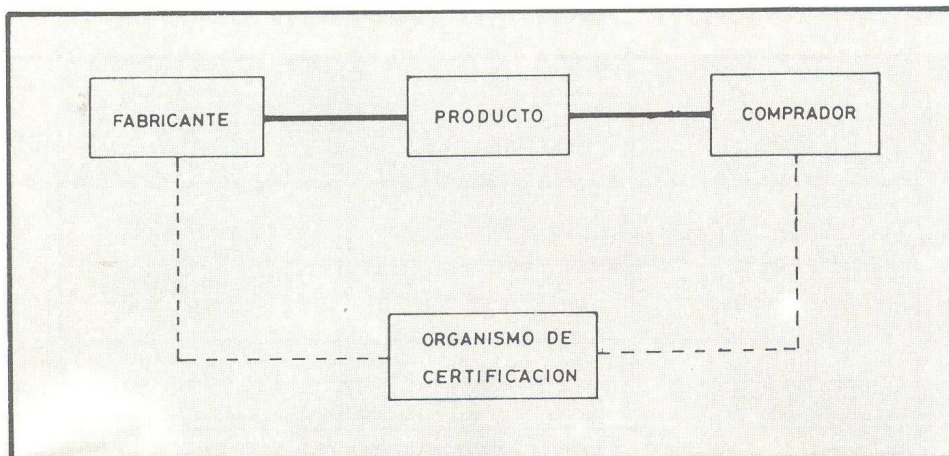 FABRICANTE
PRODUCTO
COMPRADOR
ORGANISMO DE
CERTIFICACION